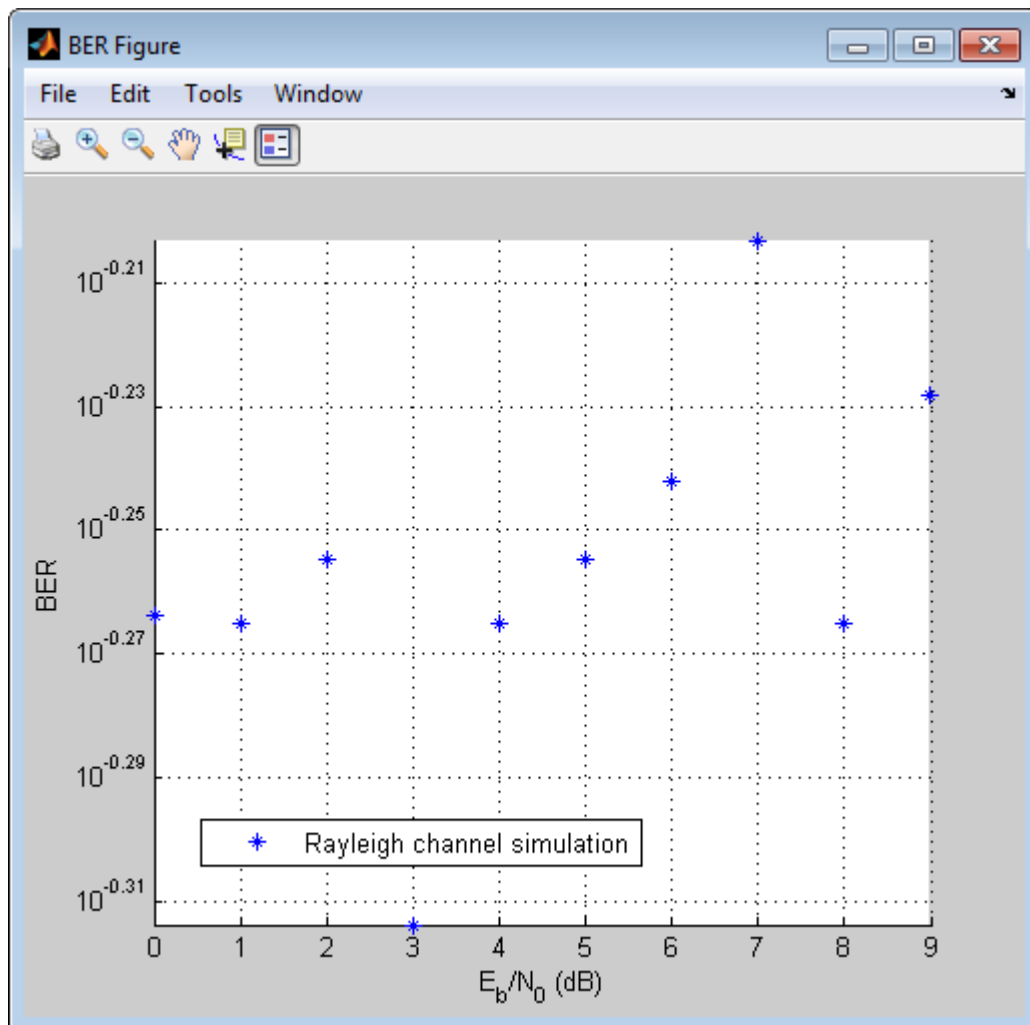 BER Figure
File Edit Tools Window
10^-0.21
10^-0.23
10^-0.25
10^-0.27
10^-0.29
10^-0.31
BER
Rayleigh channel simulation
0 1 2 3 4 5 6 7 8 9
E_b/N_0 (dB)